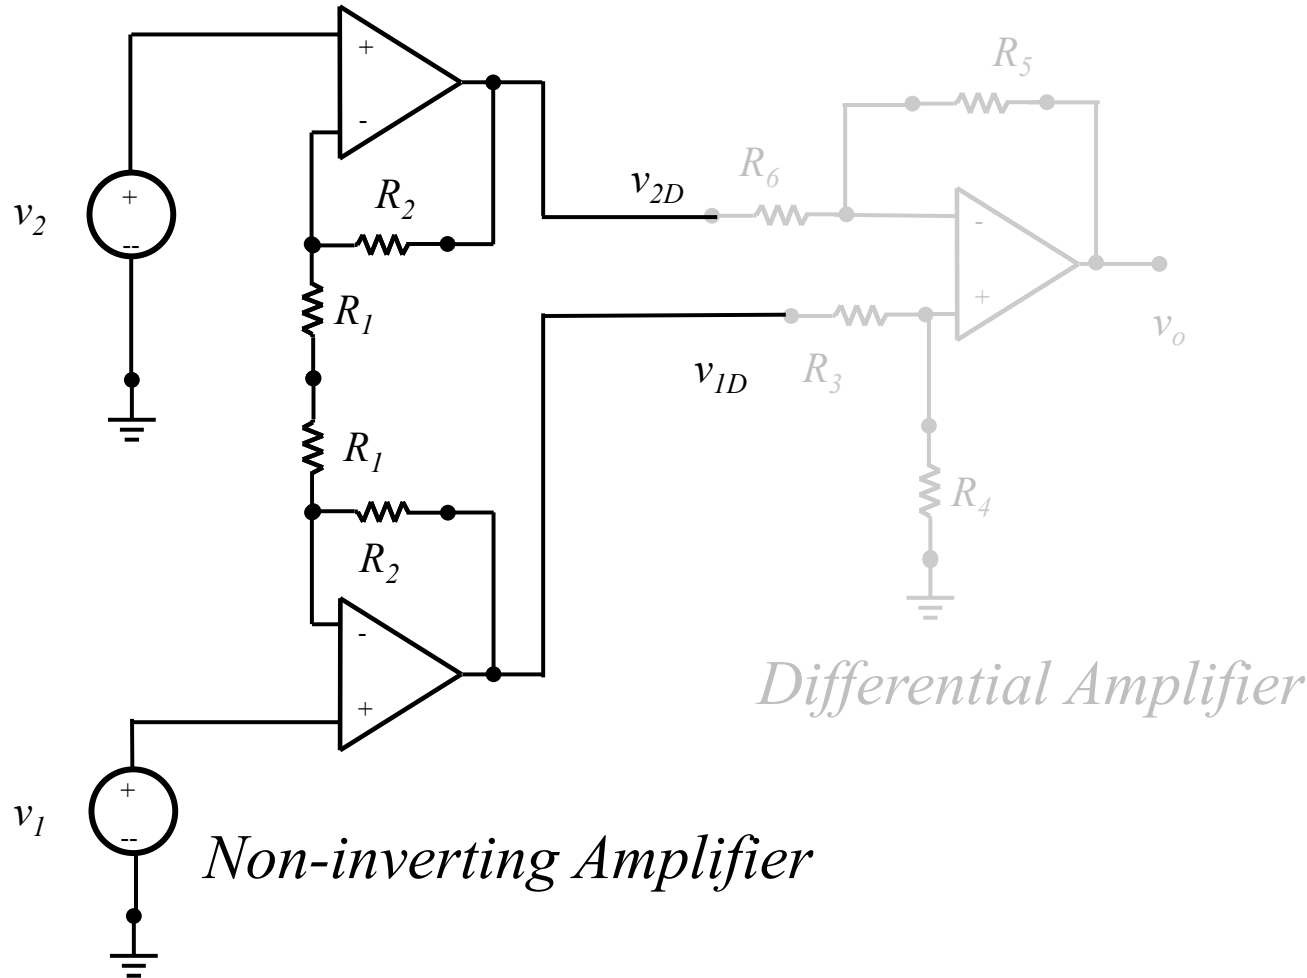 +
-
R₂
v₂
+
--
R₁
R₁
R₂
-
+
v₁
+
--
v₂D
v₁D
R₅
R₆
-
+
vₒ
R₃
R₄
Differential Amplifier
Non-inverting Amplifier